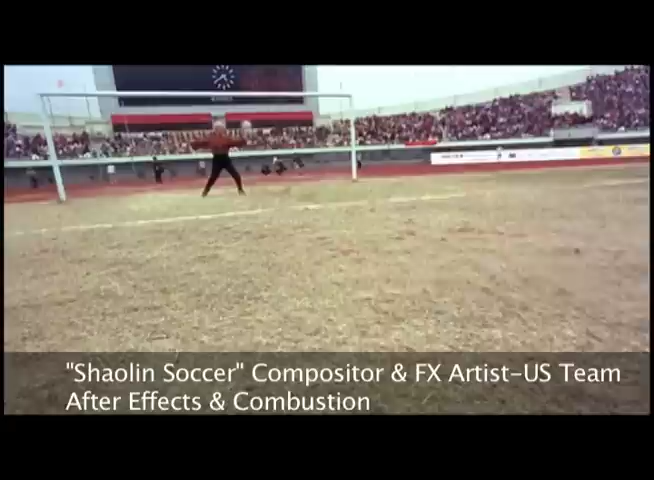 "Shaolin Soccer" Compositor & FX Artist-US Team
After Effects & Combustion